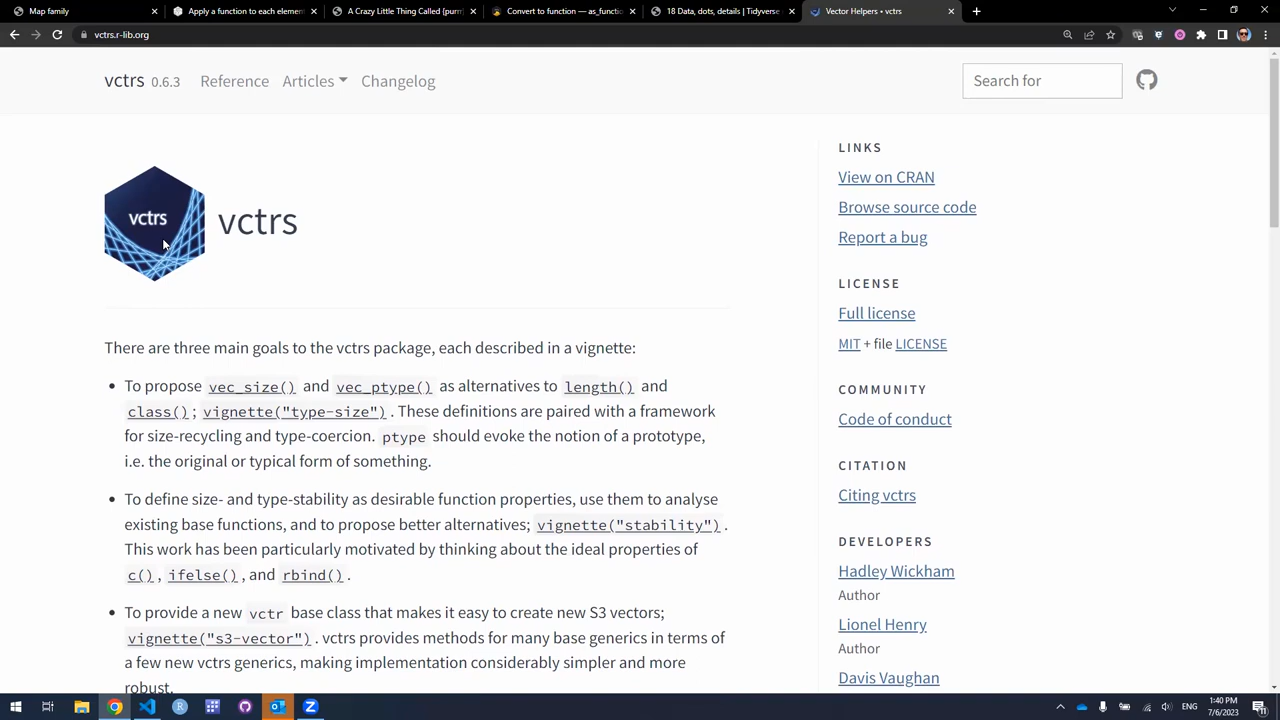 Map family
Apply a function to each element
A Crazy Little Thing Called {purr
Convert to function — as_functio
18 Data, dots, details | Tidyverse
Vector Helpers • vctrs
vctrs.r-lib.org
vctrs 0.6.3 Reference Articles Changelog
Search for
vctrs
vctrs
There are three main goals to the vctrs package, each described in a vignette:
• To propose vec_size() and vec_ptype() as alternatives to length() and
class(); vignette("type-size"). These definitions are paired with a framework
for size-recycling and type-coercion. ptype should evoke the notion of a prototype,
i.e. the original or typical form of something.
• To define size- and type-stability as desirable function properties, use them to analyse
existing base functions, and to propose better alternatives; vignette("stability").
This work has been particularly motivated by thinking about the ideal properties of
c(), ifelse(), and rbind().
• To provide a new vctr base class that makes it easy to create new S3 vectors;
vignette("s3-vector"). vctrs provides methods for many base generics in terms of
a few new vctrs generics, making implementation considerably simpler and more
robust.
LINKS
View on CRAN
Browse source code
Report a bug
LICENSE
Full license
MIT + file LICENSE
COMMUNITY
Code of conduct
CITATION
Citing vctrs
DEVELOPERS
Hadley Wickham
Author
Lionel Henry
Author
Davis Vaughan
ENG
1:40 PM
7/6/2023